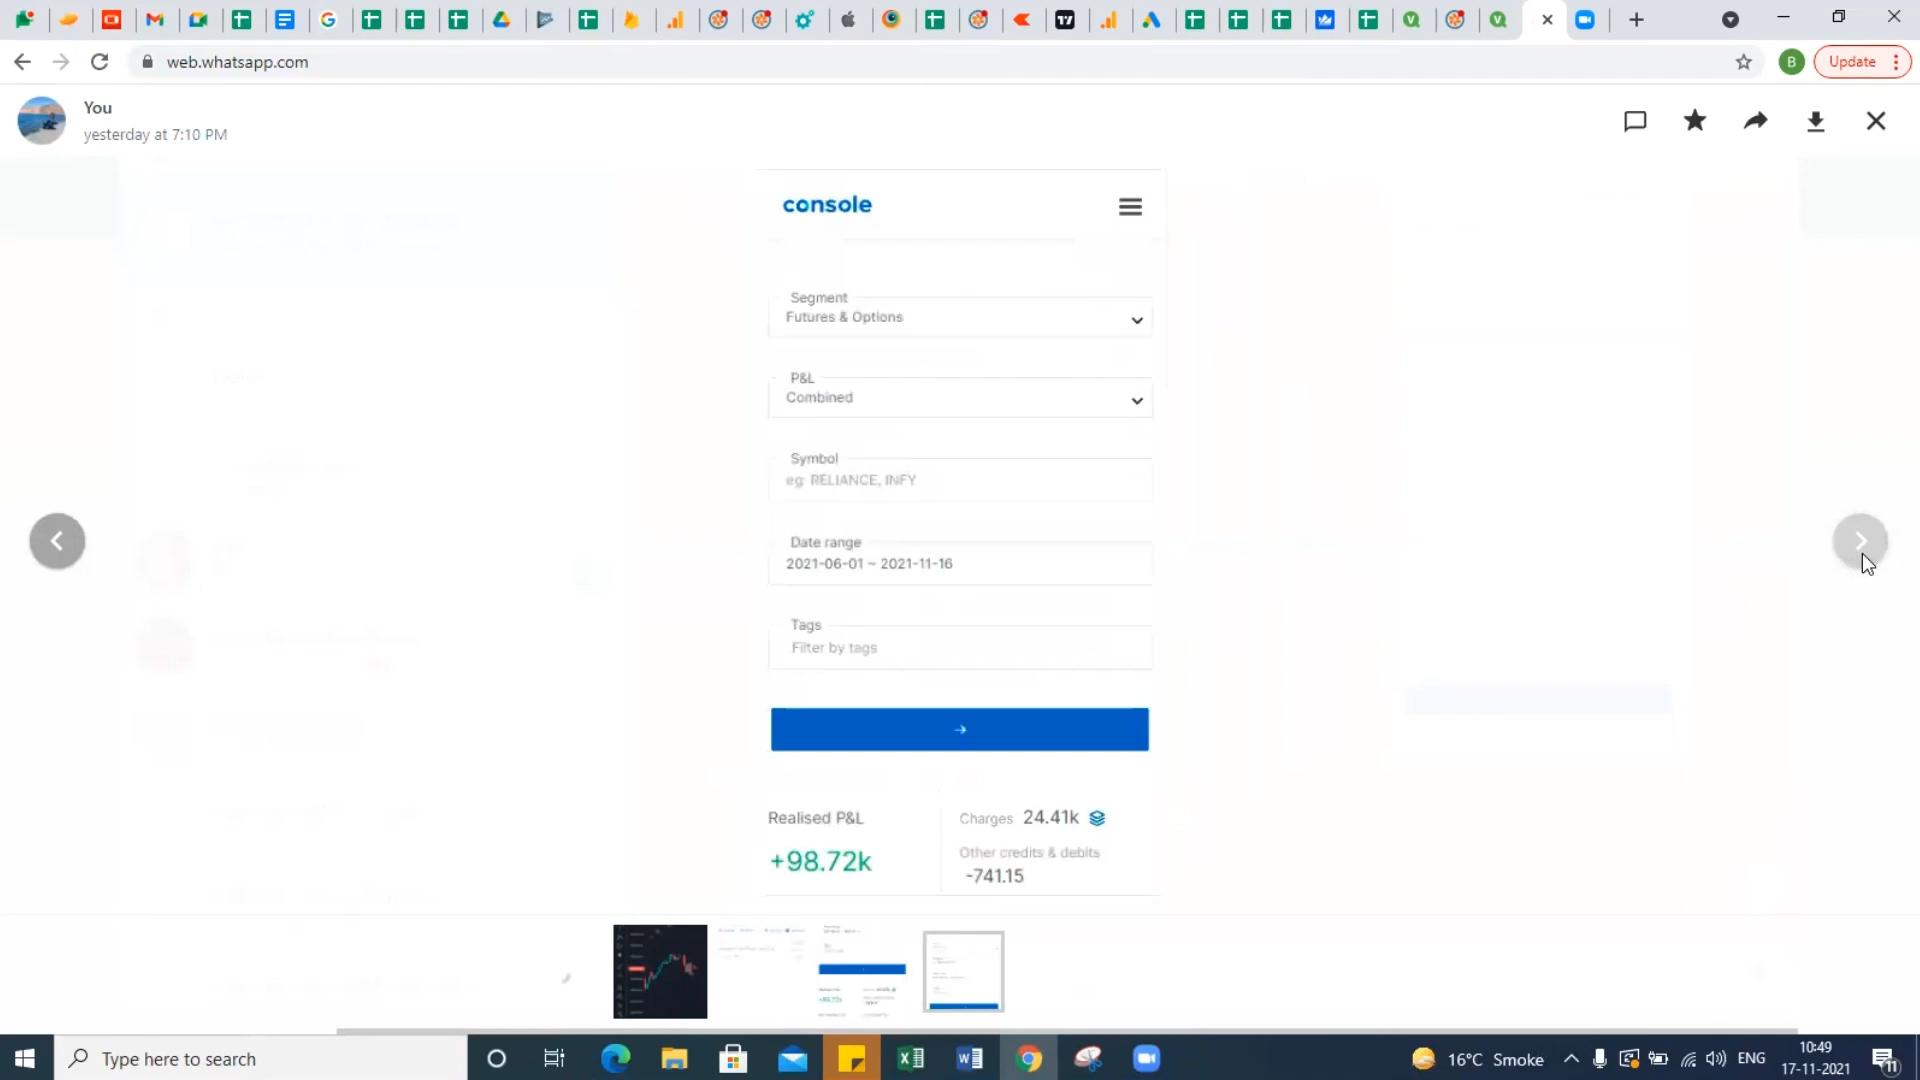 web.whatsapp.com
B
Update
You
yesterday at 7:10 PM
console
Segment
Futures & Options
P&L
Combined
Symbol
eg: RELIANCE, INFY
Date range
2021-06-01 ~ 2021-11-16
Tags
Filter by tags
→
Realised P&L
+98.72k
Charges 24.41k
Other credits & debits
-741.15
Type here to search
16°C Smoke
ENG
10:49
17-11-2021
11